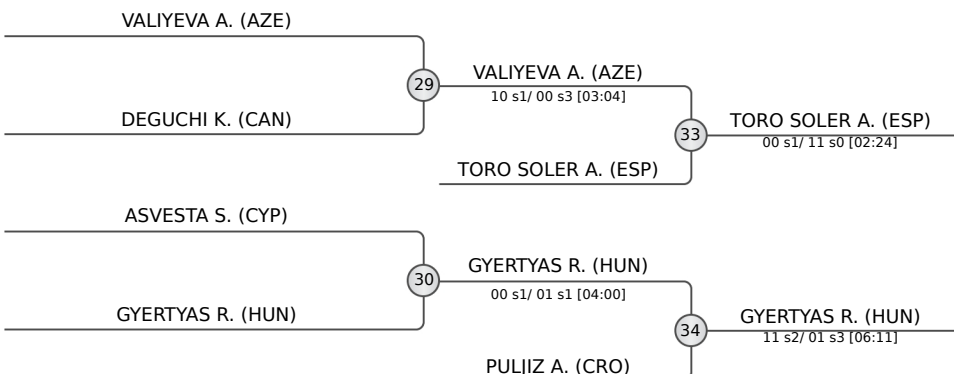 VALIYEVA A. (AZE)
29
VALIYEVA A. (AZE)
10 s1/ 00 s3 [03:04]
DEGUCHI K. (CAN)
33
TORO SOLER A. (ESP)
00 s1/ 11 s0 [02:24]
TORO SOLER A. (ESP)
ASVESTA S. (CYP)
30
GYERTYAS R. (HUN)
00 s1/ 01 s1 [04:00]
GYERTYAS R. (HUN)
34
GYERTYAS R. (HUN)
11 s2/ 01 s3 [06:11]
PULJIZ A. (CRO)